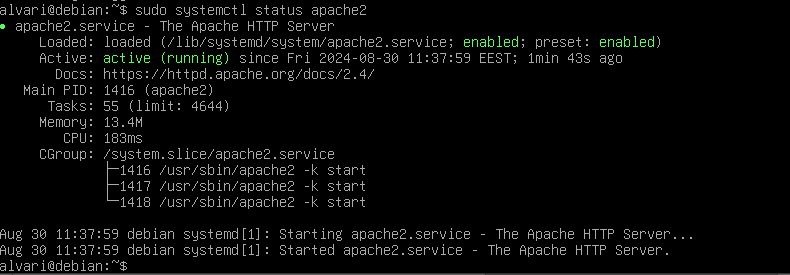 alvari@debian:~$ sudo systemctl status apache2
● apache2.service - The Apache HTTP Server
     Loaded: loaded (/lib/systemd/system/apache2.service; enabled; preset: enabled)
     Active: active (running) since Fri 2024-08-30 11:37:59 EEST; 1min 43s ago
       Docs: https://httpd.apache.org/docs/2.4/
   Main PID: 1416 (apache2)
      Tasks: 55 (limit: 4644)
     Memory: 13.4M
        CPU: 183ms
     CGroup: /system.slice/apache2.service
             ├─1416 /usr/sbin/apache2 -k start
             ├─1417 /usr/sbin/apache2 -k start
             └─1418 /usr/sbin/apache2 -k start

Aug 30 11:37:59 debian systemd[1]: Starting apache2.service - The Apache HTTP Server...
Aug 30 11:37:59 debian systemd[1]: Started apache2.service - The Apache HTTP Server.
alvari@debian:~$